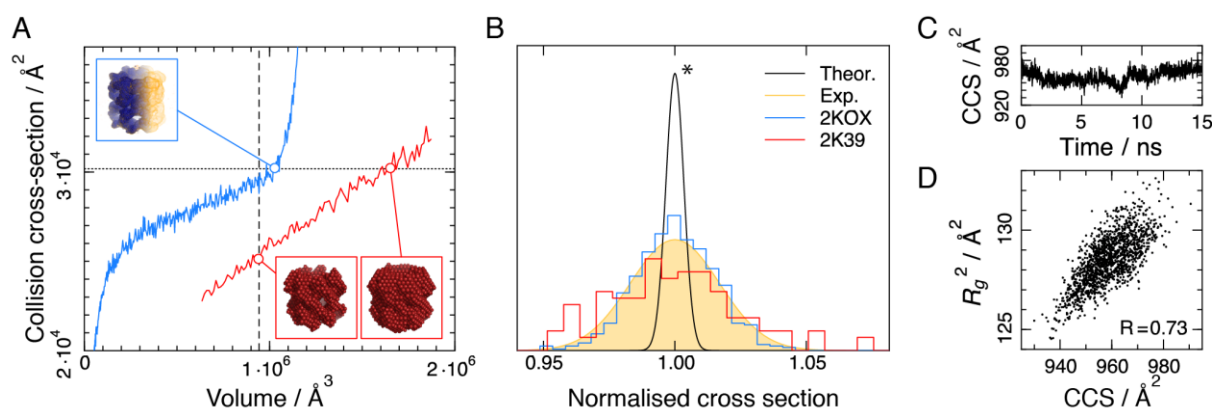 A
Collision cross-section / Å²
3·10⁴
2·10⁴
0
1·10⁶
2·10⁶
Volume / Å³
B
*
Theor.
Exp.
2KOX
2K39
0.95
1.00
1.05
Normalised cross section
C
CCS / Å²
980
920
0
5
10
15
Time / ns
D
R_g² / Å²
130
125
R=0.73
940
960
980
CCS / Å²